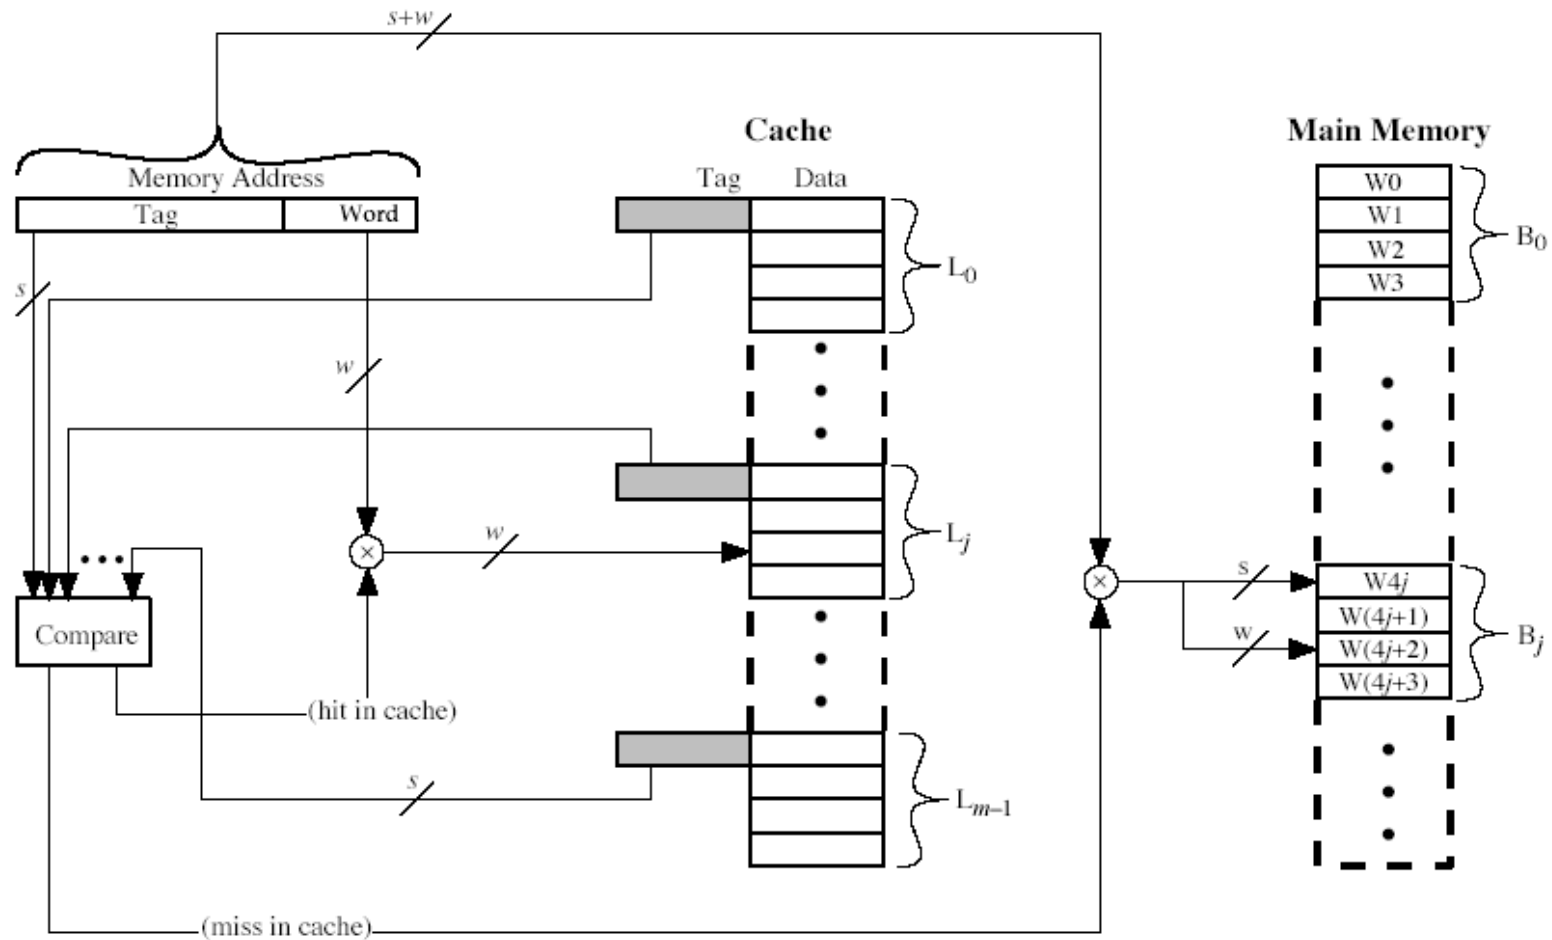 s+w
Cache
Main Memory
Memory Address
Tag Data
Tag Word
W0
W1
W2
W3
B0
L0
s
w
w
Lj
s
w
W4j
W(4j+1)
W(4j+2)
W(4j+3)
Bj
Compare
(hit in cache)
s
Lm–1
(miss in cache)